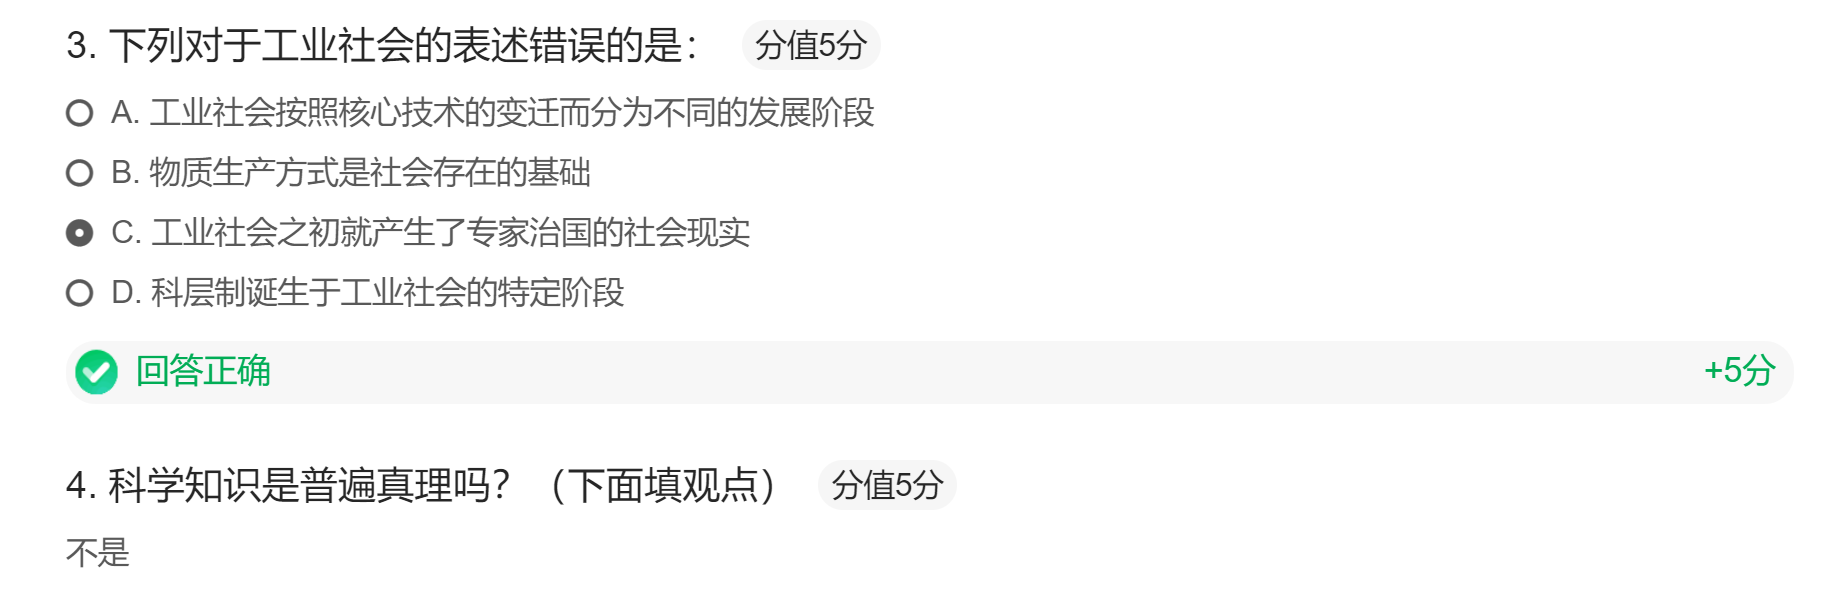 3. 下列对于工业社会的表述错误的是： 分值5分
A. 工业社会按照核心技术的变迁而分为不同的发展阶段
B. 物质生产方式是社会存在的基础
C. 工业社会之初就产生了专家治国的社会现实
D. 科层制诞生于工业社会的特定阶段
回答正确 +5分
4. 科学知识是普遍真理吗？（下面填观点） 分值5分
不是